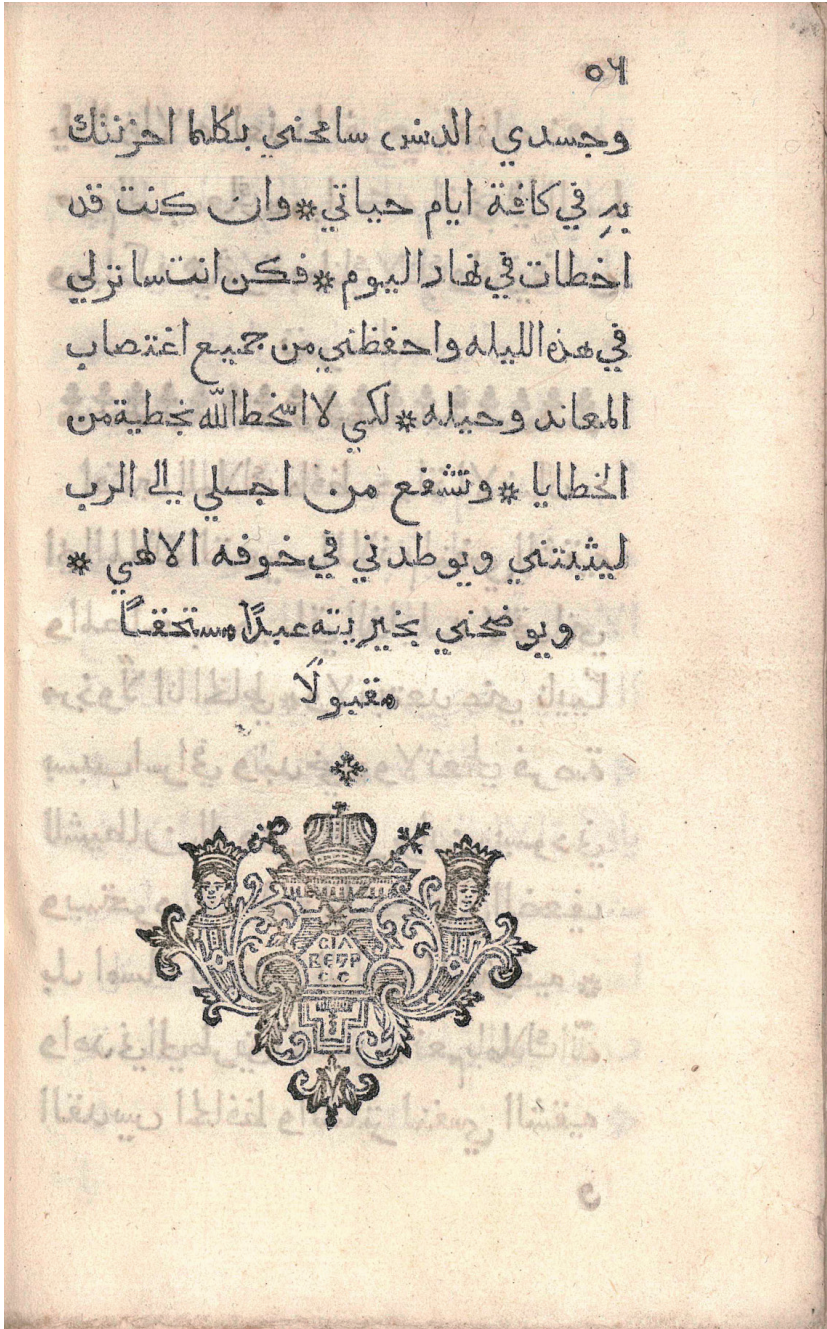 ٥٦
وجسدي الدنس سامحني بكلما احزنتك
بهِ في كافة ايام حياتي * وان كنت قد
اخطات في نهار اليوم * فكن انت ساترلي
في هذه الليله واحفظني من جميع اغتصاب
المعاند وحيله * لكي لا اسخط الله بخطية من
الخطايا * وتشفع من اجلي الى الرب
ليثبتني ويوطدني في خوفه الالهي *
ويوضحني بخيريته عبدًا مستحقًا
مقبولًا
*
СІЛ
ВЕСТР
С С